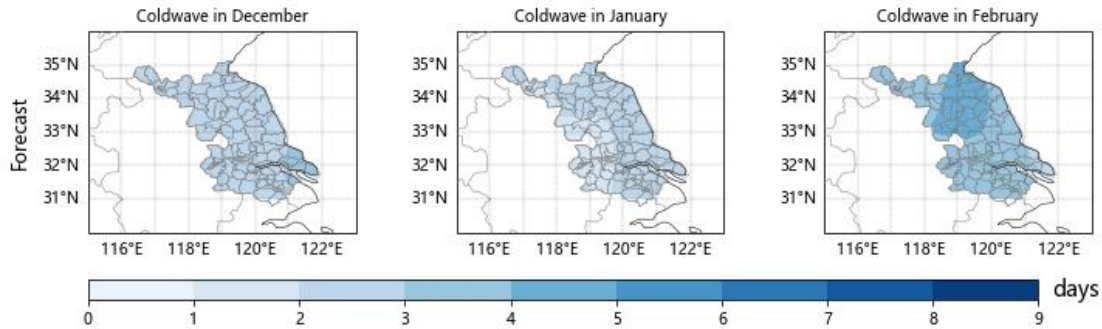 Coldwave in December Coldwave in January Coldwave in February
35°N 35°N 35°N
34°N 34°N 34°N
Forecast
33°N 33°N 33°N
32°N 32°N 32°N
31°N 31°N 31°N
116°E 118°E 120°E 122°E 116°E 118°E 120°E 122°E 116°E 118°E 120°E 122°E
days
0 1 2 3 4 5 6 7 8 9